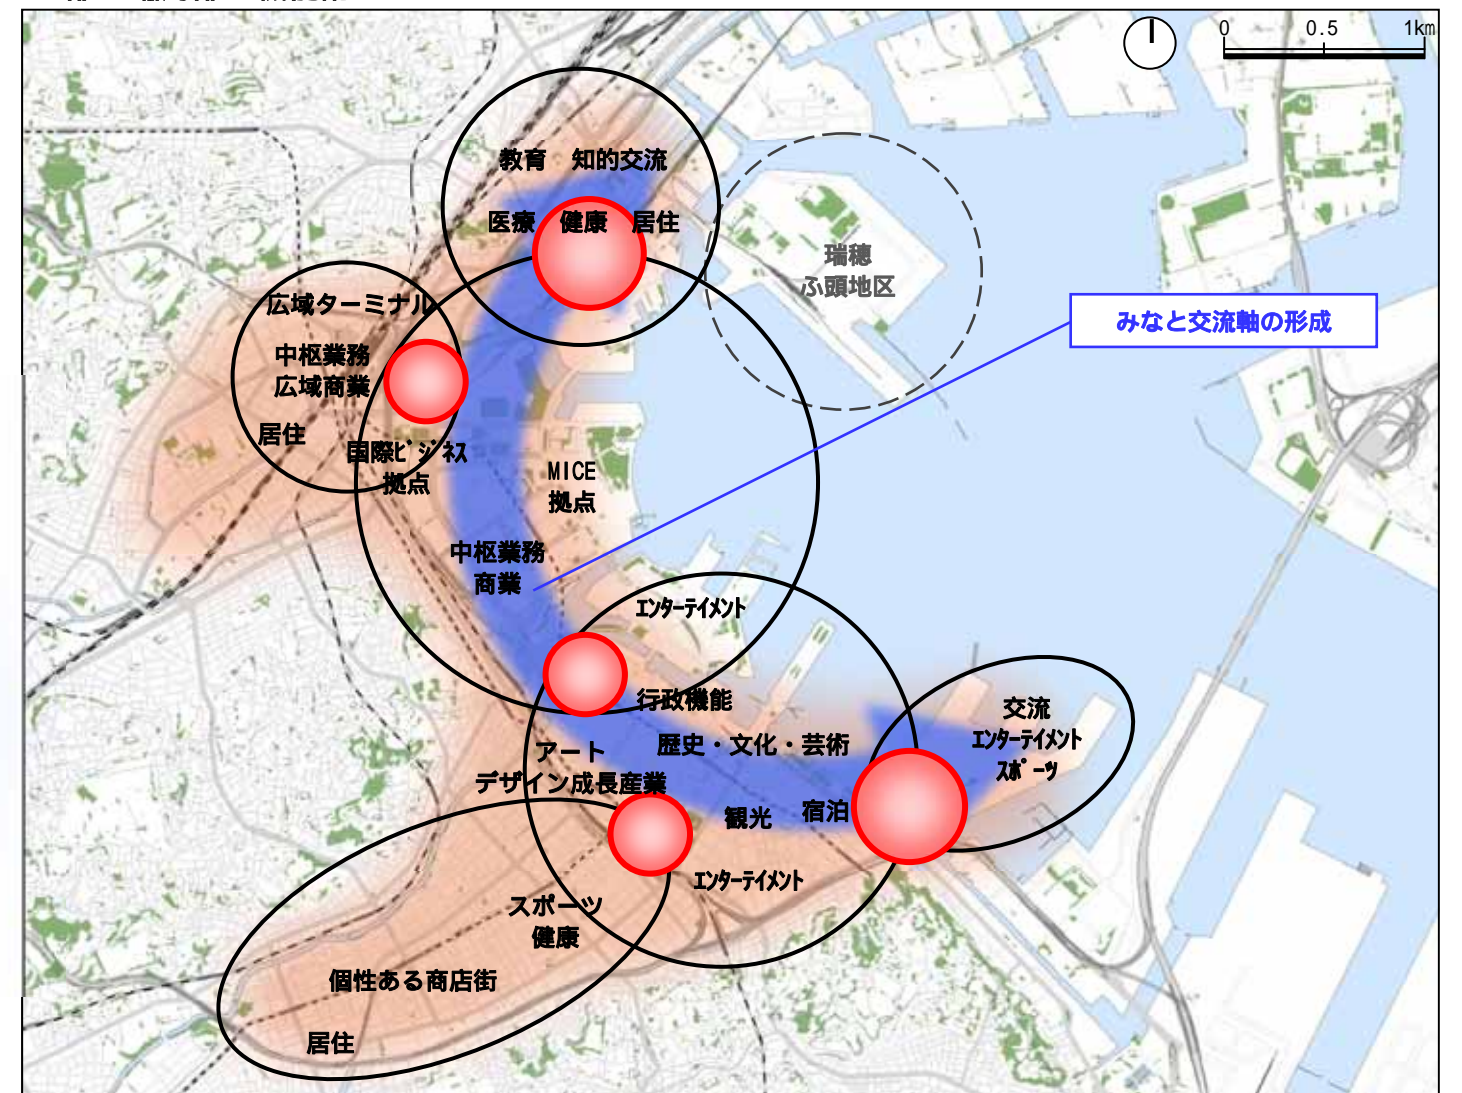 0 0.5 1km
教育 知的交流
医療 健康 居住
瑞穂
ふ頭地区
みなと交流軸の形成
広域ターミナル
中枢業務
広域商業
居住
国際ビジネス
拠点
MICE
拠点
中枢業務
商業
エンターテイメント
行政機能
歴史・文化・芸術
アート
デザイン成長産業
観光
宿泊
交流
エンターテイメント
スポーツ
エンターテイメント
スポーツ
健康
個性ある商店街
居住